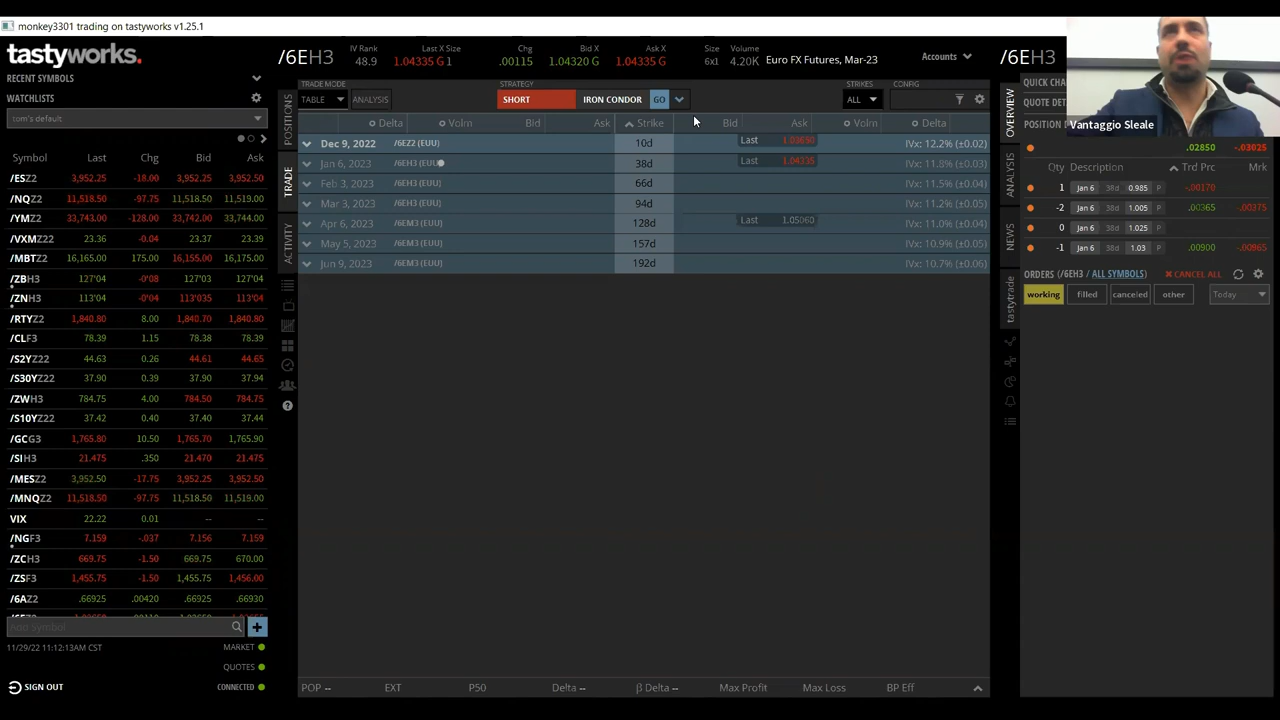 monkey3301 trading on tastyworks v1.25.1
tastyworks.
RECENT SYMBOLS
WATCHLISTS
tom's default
Symbol Last Chg Bid Ask
/ESZ2 3,952.25 -18.00 3,952.25 3,952.50
/NQZ2 11,518.50 -97.75 11,518.50 11,519.00
/YMZ2 33,743.00 -128.00 33,742.00 33,744.00
/VXMZ22 23.36 -0.04 23.37 23.39
/MBTZ22 16,165.00 175.00 16,155.00 16,175.00
/ZBH3 127'04 -0'08 127'03 127'04
/ZNH3 113'04 -0'04 113'035 113'04
/RTYZ2 1,840.80 8.00 1,840.70 1,840.80
/CLF3 78.39 1.15 78.38 78.39
/S2YZ22 44.63 0.26 44.61 44.65
/S30YZ22 37.90 0.39 37.90 37.94
/ZWH3 784.75 4.00 784.50 784.75
/S10YZ22 37.42 0.40 37.40 37.44
/GCG3 1,765.80 10.50 1,765.70 1,765.90
/SIH3 21.475 .350 21.470 21.475
/MESZ2 3,952.50 -17.75 3,952.25 3,952.50
/MNQZ2 11,518.50 -97.25 11,518.50 11,519.00
VIX 22.22 0.01 -- --
/NGF3 7.159 -.037 7.156 7.159
/ZCH3 669.75 -1.50 669.75 670.00
/ZSF3 1,455.75 -1.50 1,455.75 1,456.00
/6AZ2 .66925 .00420 .66925 .66930
Add Symbol
11/29/22 11:12:13AM CST
MARKET
QUOTES
SIGN OUT
CONNECTED
POSITIONS
TRADE
ACTIVITY
/6EH3
IV Rank Last X Size Chg Bid X Ask X Size Volume
48.9 1.04335 G 1 .00115 1.04320 G 1.04335 G 6x1 4.20K Euro FX Futures, Mar-23
Accounts
TRADE MODE STRATEGY STRIKES CONFIG
TABLE ANALYSIS SHORT IRON CONDOR GO ALL
Delta Volm Bid Ask Strike Bid Ask Volm Delta
Dec 9, 2022 /6EZ2 (EUU) 10d Last 1.03650 IVx: 12.2% (±0.02)
Jan 6, 2023 /6EH3 (EUU) 38d Last 1.04335 IVx: 11.8% (±0.03)
Feb 3, 2023 /6EH3 (EUU) 66d IVx: 11.5% (±0.04)
Mar 3, 2023 /6EH3 (EUU) 94d IVx: 11.2% (±0.05)
Apr 6, 2023 /6EM3 (EUU) 128d Last 1.05060 IVx: 11.0% (±0.04)
May 5, 2023 /6EM3 (EUU) 157d IVx: 10.9% (±0.05)
Jun 9, 2023 /6EM3 (EUU) 192d IVx: 10.7% (±0.06)
POP -- EXT P50 Delta -- β Delta -- Max Profit Max Loss BP Eff
OVERVIEW
ANALYSIS
NEWS
tastytrade
/6EH3
QUICK CHA
QUOTE DET
POSITION
Vantaggio Sleale
.02850 -.03025
Qty Description Trd Prc Mrk
1 Jan 6 38d 0.985 P -.00170
-2 Jan 6 38d 1.005 P .00365 -.00375
0 Jan 6 38d 1.025 P
-1 Jan 6 38d 1.03 P .00900 -.00965
ORDERS (/6EH3 / ALL SYMBOLS) CANCEL ALL
working filled canceled other Today